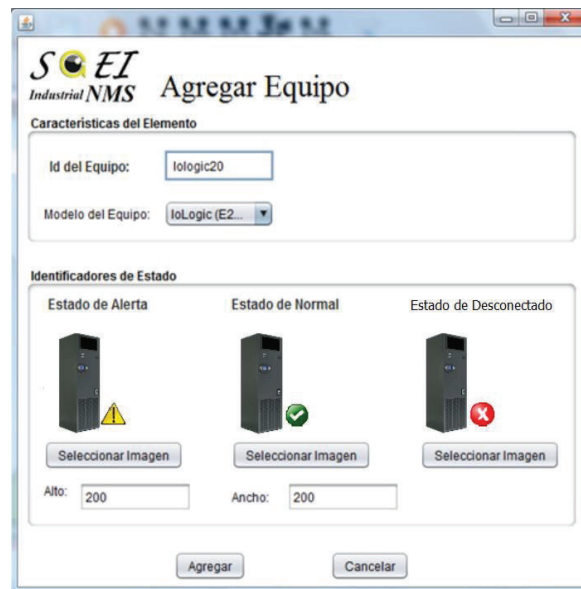 SOEI
Industrial NMS
Agregar Equipo
Características del Elemento
Id del Equipo: Iologic20
Modelo del Equipo: IoLogic (E2...
Identificadores de Estado
Estado de Alerta Estado de Normal Estado de Desconectado
Seleccionar Imagen Seleccionar Imagen Seleccionar Imagen
Alto: 200 Ancho: 200
Agregar Cancelar